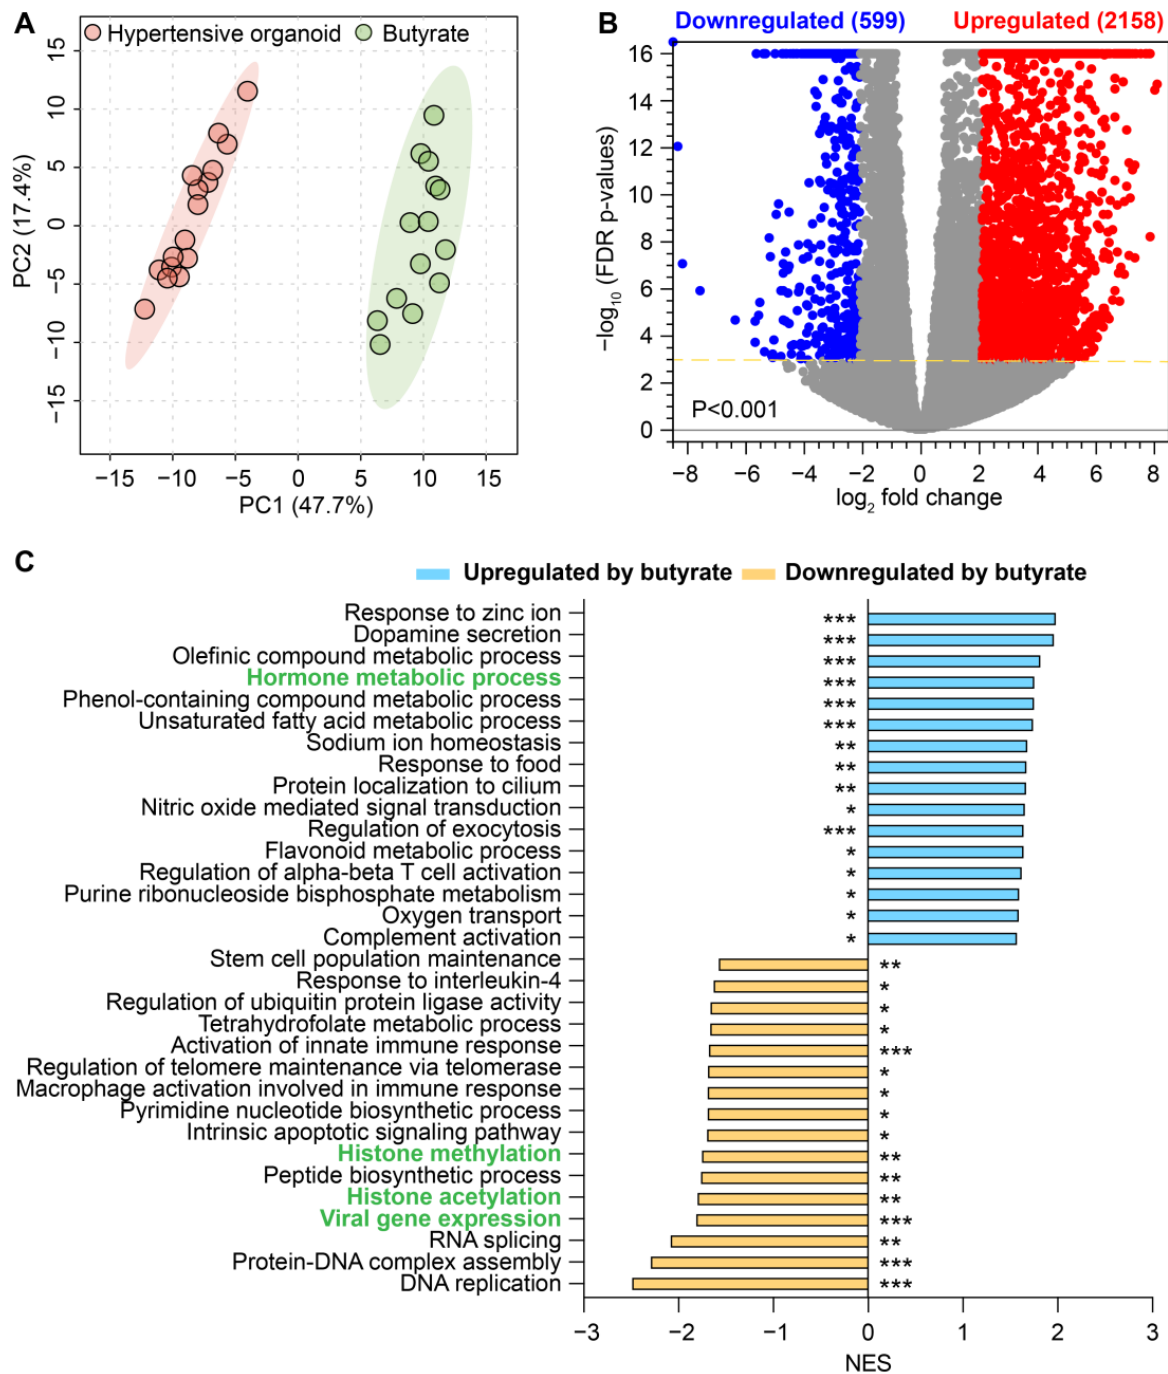 A
Hypertensive organoid Butyrate
15
10
5
0
−5
−10
−15
PC2 (17.4%)
−15 −10 −5 0 5 10 15
PC1 (47.7%)
B
Downregulated (599) Upregulated (2158)
16
14
12
10
8
6
4
2
0
−log10 (FDR p-values)
P<0.001
−8 −6 −4 −2 0 2 4 6 8
log2 fold change
C
Upregulated by butyrate Downregulated by butyrate
Response to zinc ion ***
Dopamine secretion ***
Olefinic compound metabolic process ***
Hormone metabolic process ***
Phenol-containing compound metabolic process ***
Unsaturated fatty acid metabolic process ***
Sodium ion homeostasis **
Response to food **
Protein localization to cilium **
Nitric oxide mediated signal transduction *
Regulation of exocytosis ***
Flavonoid metabolic process *
Regulation of alpha-beta T cell activation *
Purine ribonucleoside bisphosphate metabolism *
Oxygen transport *
Complement activation *
Stem cell population maintenance **
Response to interleukin-4 *
Regulation of ubiquitin protein ligase activity *
Tetrahydrofolate metabolic process *
Activation of innate immune response ***
Regulation of telomere maintenance via telomerase *
Macrophage activation involved in immune response *
Pyrimidine nucleotide biosynthetic process *
Intrinsic apoptotic signaling pathway *
Histone methylation **
Peptide biosynthetic process **
Histone acetylation **
Viral gene expression ***
RNA splicing **
Protein-DNA complex assembly ***
DNA replication ***
−3 −2 −1 0 1 2 3
NES